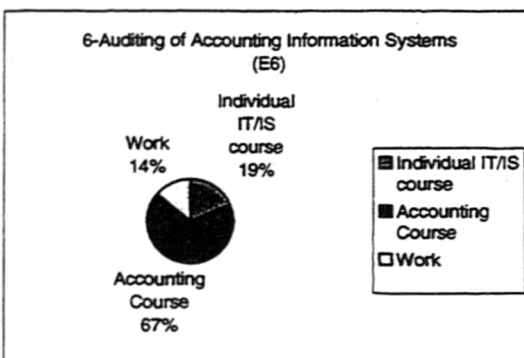 6-Auditing of Accounting Information Systems
(E6)
Individual
IT/IS
course
19%
Work
14%
Accounting
Course
67%
Individual IT/IS
course
Accounting
Course
Work